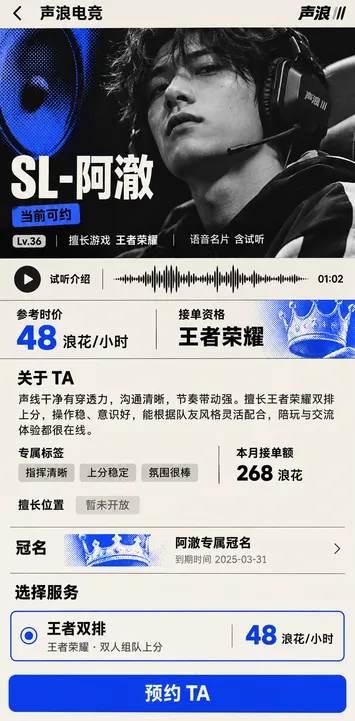 声浪电竞
声浪
声浪
SL-阿澈
当前可约
Lv.36 擅长游戏 王者荣耀 语音名片 含试听
试听介绍 01:02
参考时价 接单资格
48 浪花/小时 王者荣耀
关于 TA
声线干净有穿透力，沟通清晰，节奏带动强。擅长王者荣耀双排
上分，操作稳、意识好，能根据队友风格灵活配合，陪玩与交流
体验都很在线。
专属标签 本月接单额
指挥清晰 上分稳定 氛围很棒 268 浪花
擅长位置 暂未开放
冠名 阿澈专属冠名
到期时间 2025-03-31
选择服务
王者双排 48 浪花/小时
王者荣耀·双人组队上分
预约 TA